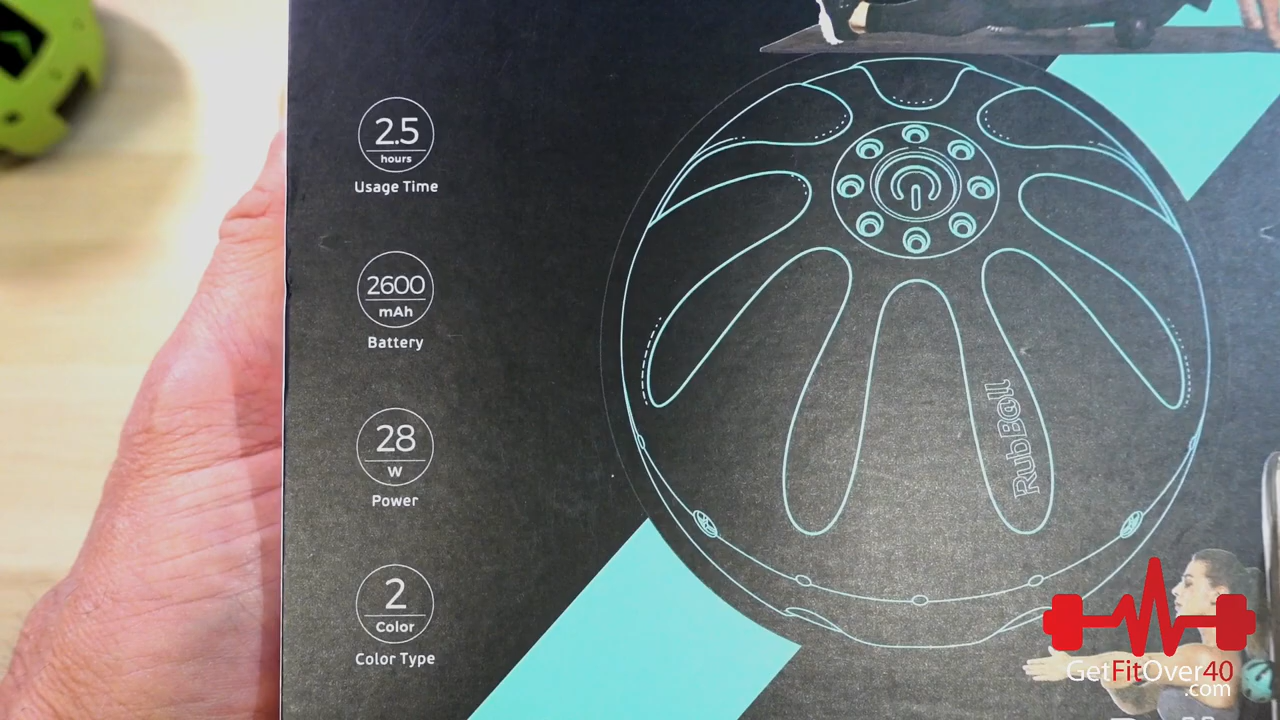 2.5
hours
Usage Time
2600
mAh
Battery
28
W
Power
2
Color
Color Type
RubBall
GetFitOver40
.com